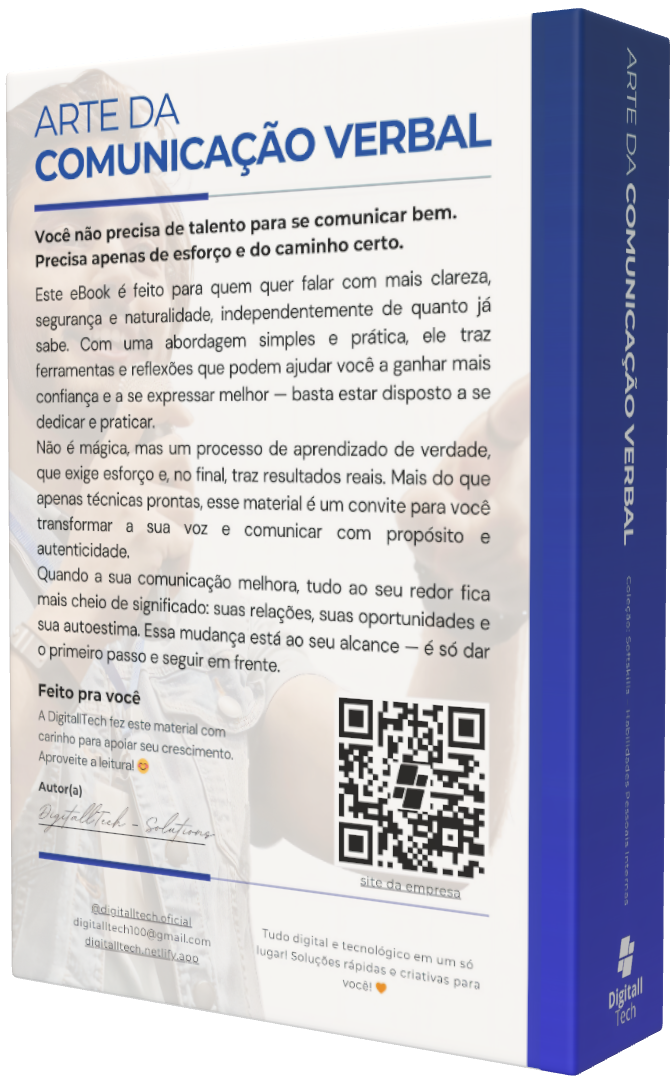 ARTE DA
COMUNICAÇÃO VERBAL
Você não precisa de talento para se comunicar bem.
Precisa apenas de esforço e do caminho certo.
Este eBook é feito para quem quer falar com mais clareza,
segurança e naturalidade, independentemente de quanto já
sabe. Com uma abordagem simples e prática, ele traz
ferramentas e reflexões que podem ajudar você a ganhar mais
confiança e a se expressar melhor — basta estar disposto a se
dedicar e praticar.
Não é mágica, mas um processo de aprendizado de verdade,
que exige esforço e, no final, traz resultados reais. Mais do que
apenas técnicas prontas, esse material é um convite para você
transformar a sua voz e comunicar com propósito e
autenticidade.
Quando a sua comunicação melhora, tudo ao seu redor fica
mais cheio de significado: suas relações, suas oportunidades e
sua autoestima. Essa mudança está ao seu alcance — é só dar
o primeiro passo e seguir em frente.
Feito pra você
A DigitallTech fez este material com
carinho para apoiar seu crescimento.
Aproveite a leitura! 😊
Autor(a)
DigitallTech - Solutions
site da empresa
@digitalltech.oficial
digitalltech100@gmail.com
digitalltech.netlify.app
Tudo digital e tecnológico em um só
lugar! Soluções rápidas e criativas para
você! 🧡
ARTE DA COMUNICAÇÃO VERBAL
Coleção: Softskills Habilidades Pessoais Internas
Digitall
Tech